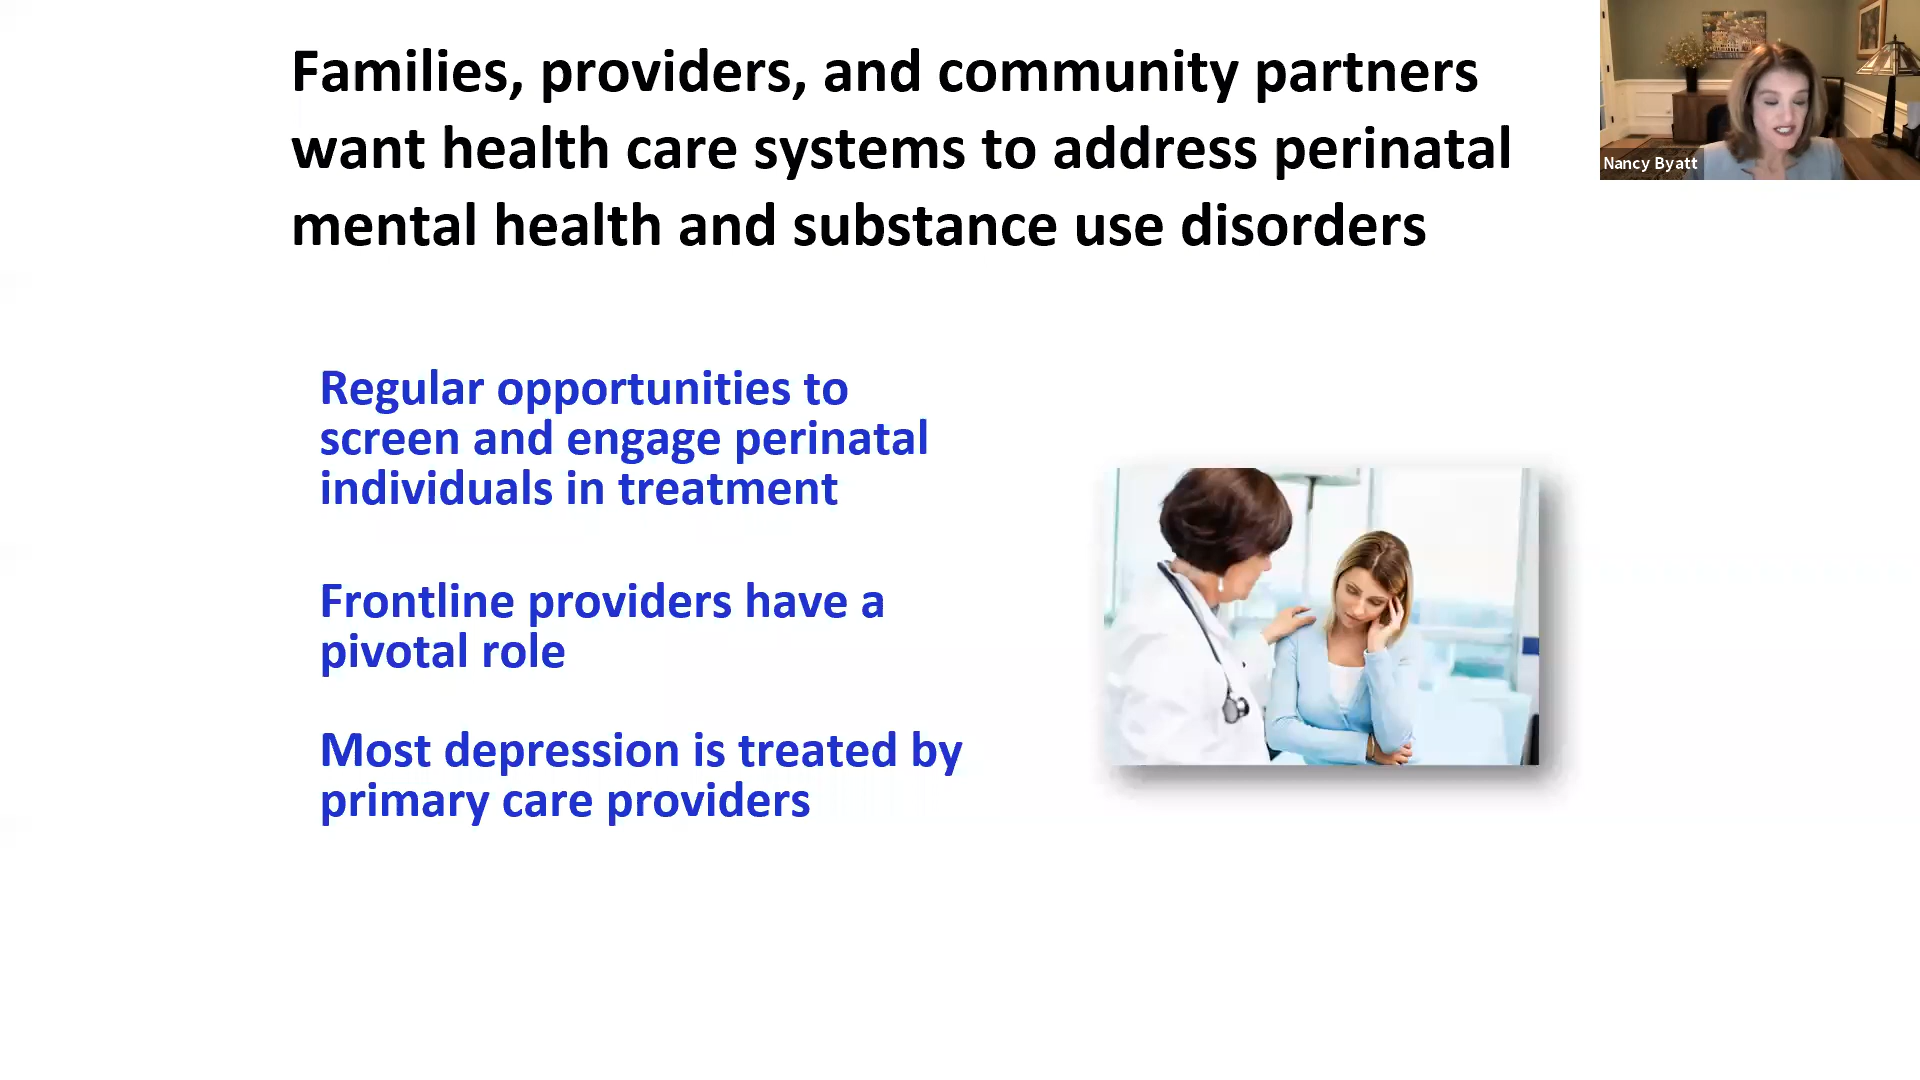 Families, providers, and community partners
want health care systems to address perinatal
mental health and substance use disorders
Nancy Byatt
Regular opportunities to
screen and engage perinatal
individuals in treatment
Frontline providers have a
pivotal role
Most depression is treated by
primary care providers